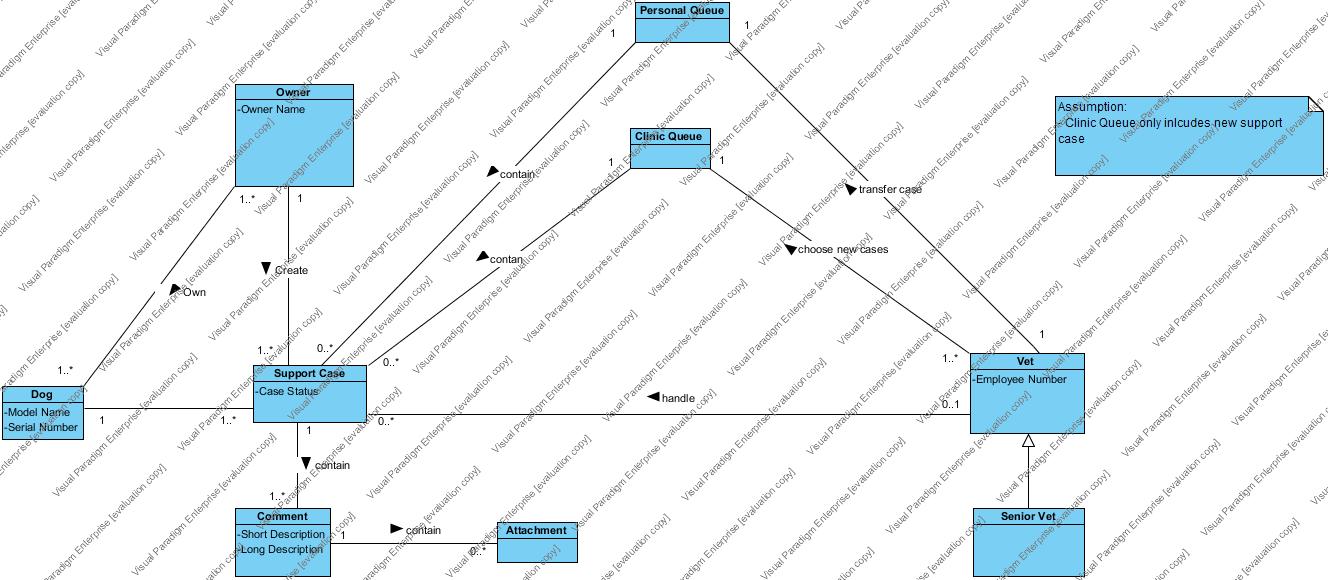 Personal Queue
1
1
Owner
-Owner Name
Assumption:
- Clinic Queue only inlcudes new support
case
Clinic Queue
1
1
contain
transfer case
1..*
1
choose new cases
contan
Create
Own
1
1..*
0..*
0..*
1..*
1..*
Support Case
-Case Status
Vet
-Employee Number
Dog
-Model Name
-Serial Number
handle
0..1
1
1..*
0..*
1
contain
1..*
Comment
-Short Description
-Long Description
1
contain
0..*
Attachment
Senior Vet
Visual Paradigm Enterprise [evaluation copy]